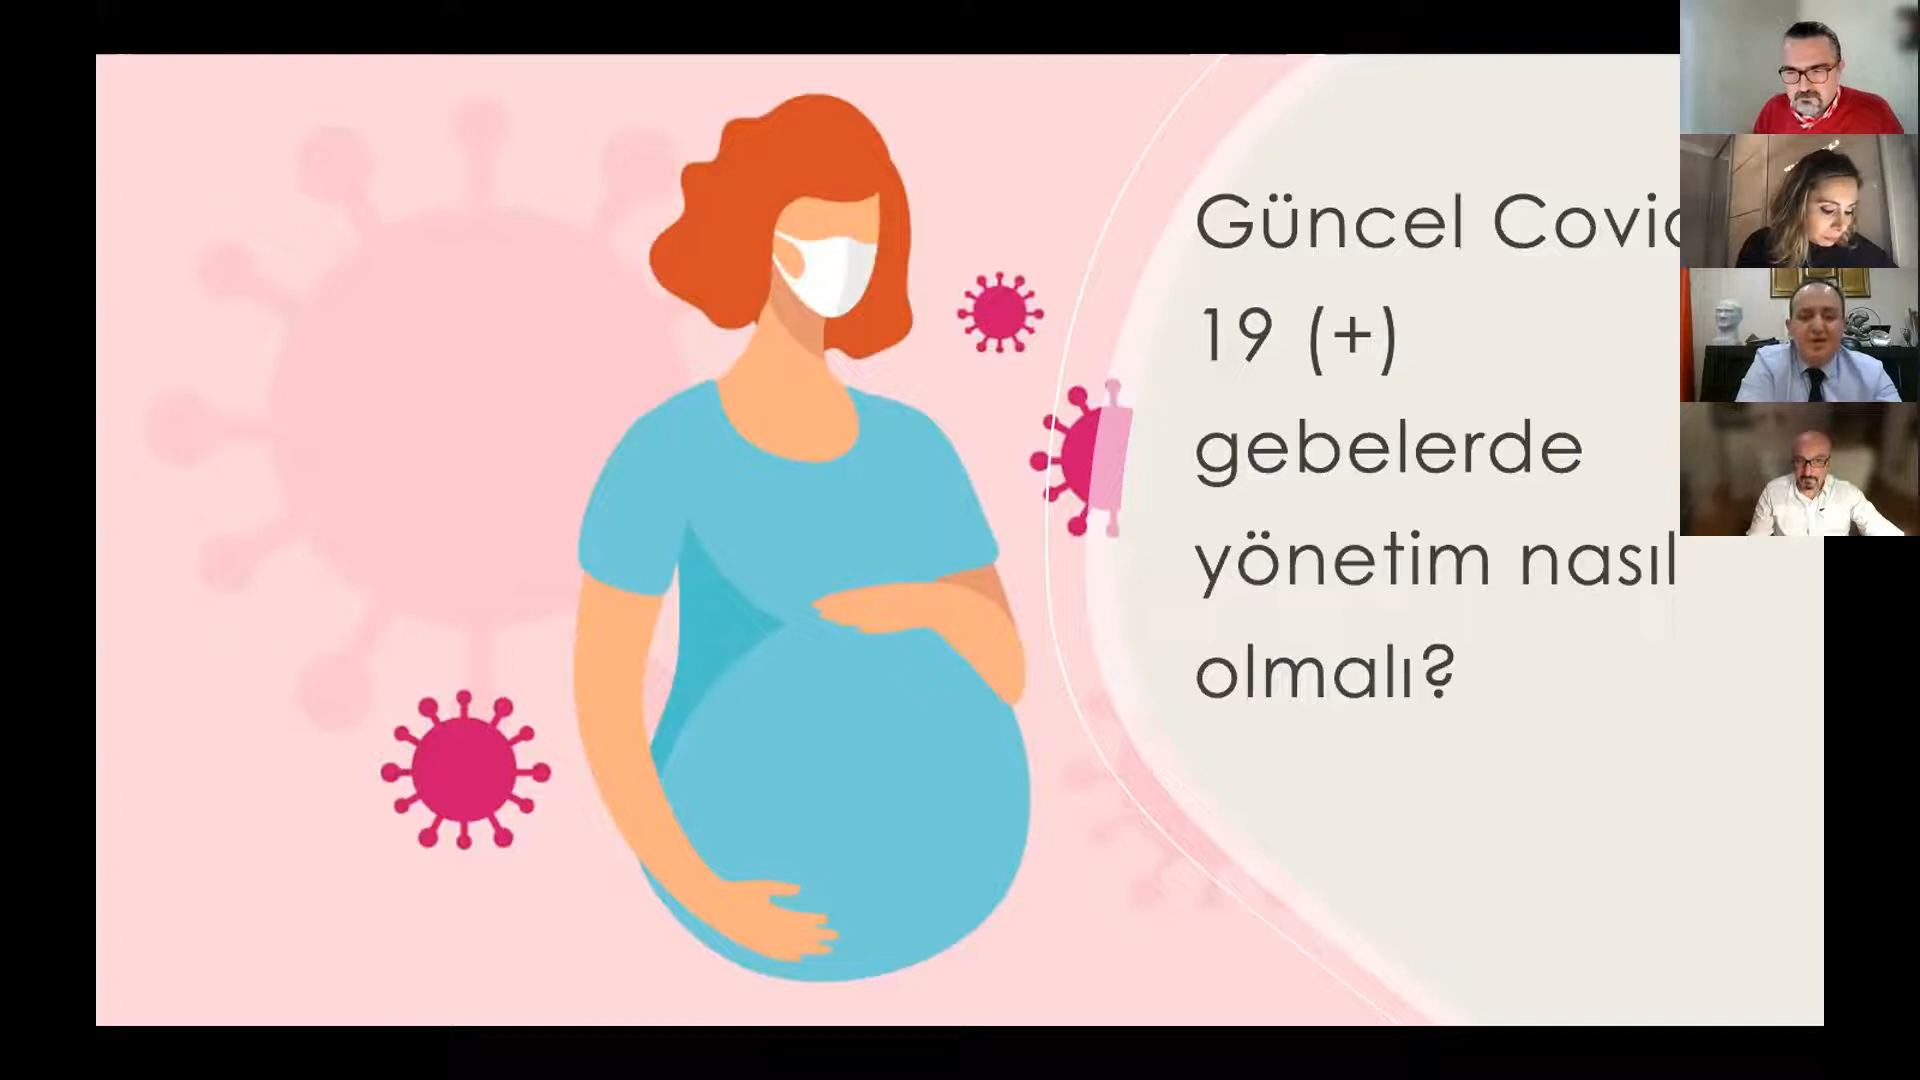 Güncel Covid
19 (+)
gebelerde
yönetim nasıl
olmalı?